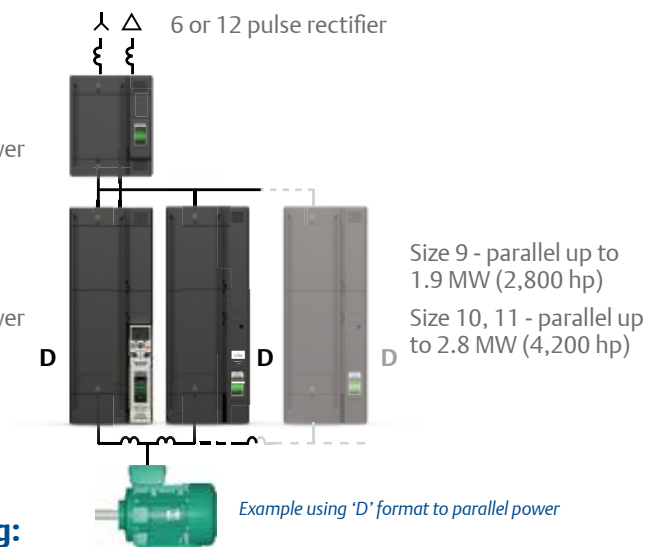 6 or 12 pulse rectifier
Size 9 - parallel up to
1.9 MW (2,800 hp)
Size 10, 11 - parallel up
to 2.8 MW (4,200 hp)
D
D
D
Example using ‘D’ format to parallel power